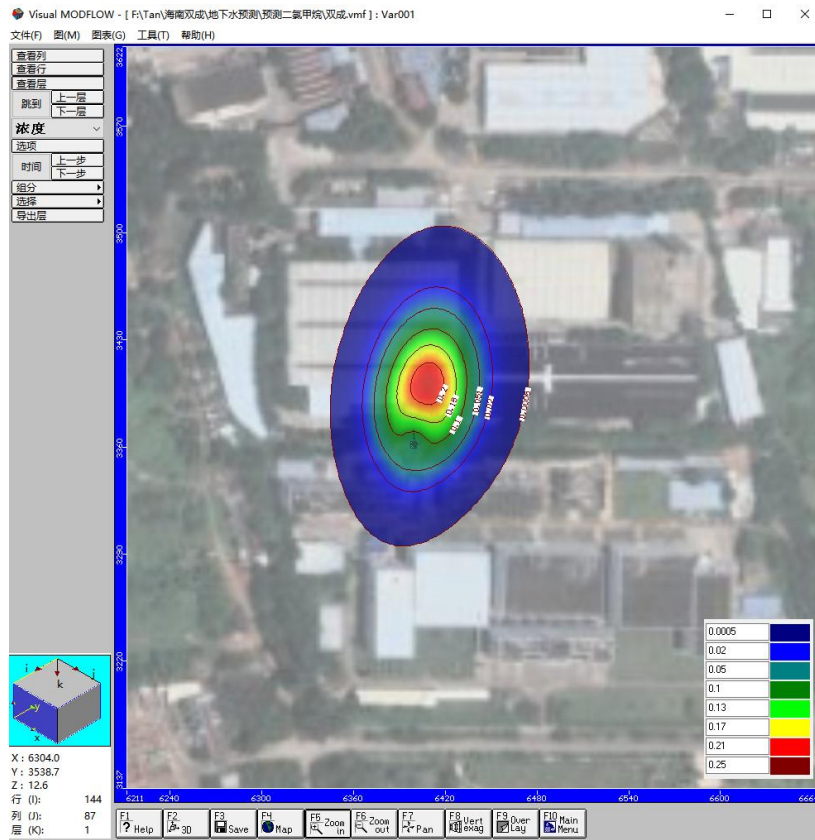 Visual MODFLOW - [ F:\Tan\海南双成\地下水预测\预测二氯甲烷\双成.vmf ] : Var001
文件(F) 图(M) 图表(G) 工具(T) 帮助(H)
查看列
查看行
查看层
跳到 上一层
下一层
浓度
选项
时间 上一步
下一步
组分
选择
导出层
3622
3570
3500
3430
3360
3290
3220
3137
0.2
0.15
0.0005
0.02
0.05
0.1
0.13
0.17
0.21
0.25
i j
k
y
x
X : 6304.0
Y : 3538.7
Z : 12.6
行 (I): 144
列 (J): 87
层 (K): 1
6211 6240 6300 6360 6420 6480 6540 6600
F1 ? Help
F2 3D
F3 Save
F4 Map
F5 Zoom in
F6 Zoom out
F7 Pan
F8 Vert exag
F9 Over Lay
F10 Main Menu